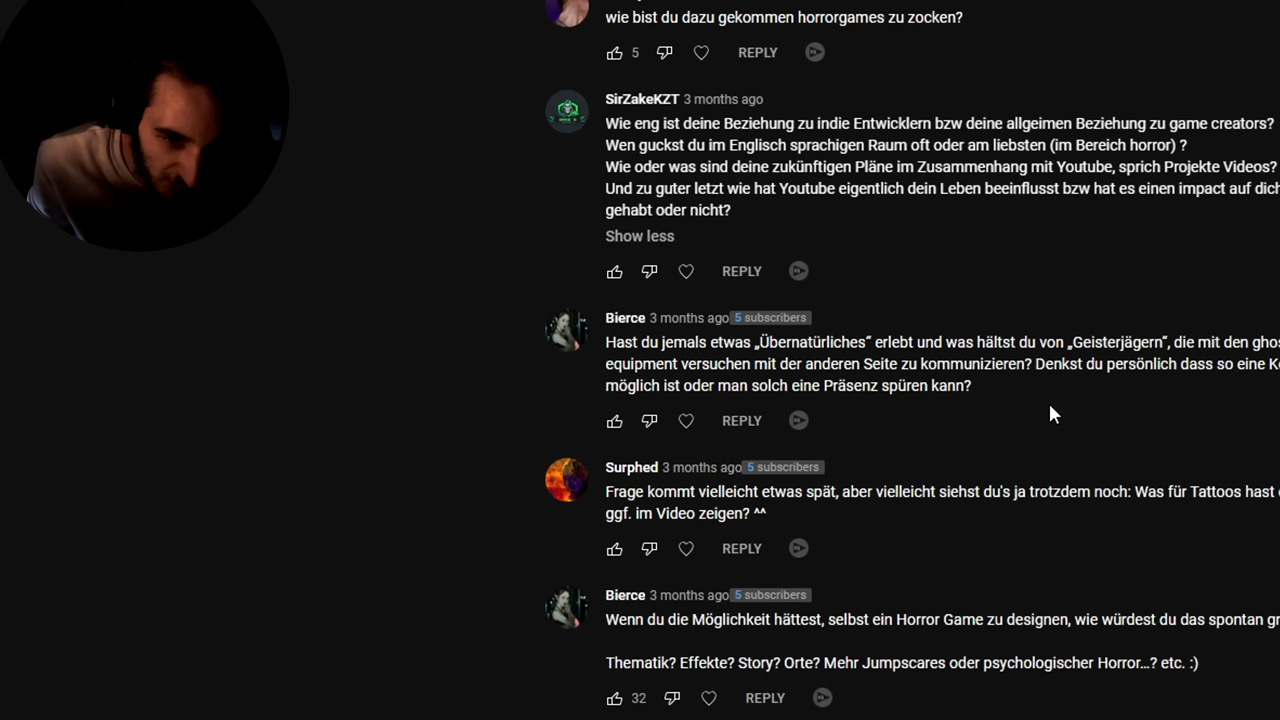 wie bist du dazu gekommen horrorgames zu zocken?
5 REPLY
SirZakeKZT 3 months ago
Wie eng ist deine Beziehung zu indie Entwicklern bzw deine allgeimen Beziehung zu game creators?
Wen guckst du im Englisch sprachigen Raum oft oder am liebsten (im Bereich horror) ?
Wie oder was sind deine zukünftigen Pläne im Zusammenhang mit Youtube, sprich Projekte Videos?
Und zu guter letzt wie hat Youtube eigentlich dein Leben beeinflusst bzw hat es einen impact auf dich
gehabt oder nicht?
Show less
REPLY
Bierce 3 months ago 5 subscribers
Hast du jemals etwas „Übernatürliches“ erlebt und was hältst du von „Geisterjägern“, die mit den
equipment versuchen mit der anderen Seite zu kommunizieren? Denkst du persönlich dass so eine
möglich ist oder man solch eine Präsenz spüren kann?
REPLY
Surphed 3 months ago 5 subscribers
Frage kommt vielleicht etwas spät, aber vielleicht siehst du's ja trotzdem noch: Was für Tattoos hast
ggf. im Video zeigen? ^^
REPLY
Bierce 3 months ago 5 subscribers
Wenn du die Möglichkeit hättest, selbst ein Horror Game zu designen, wie würdest du das spontan
Thematik? Effekte? Story? Orte? Mehr Jumpscares oder psychologischer Horror…? etc. :)
32 REPLY